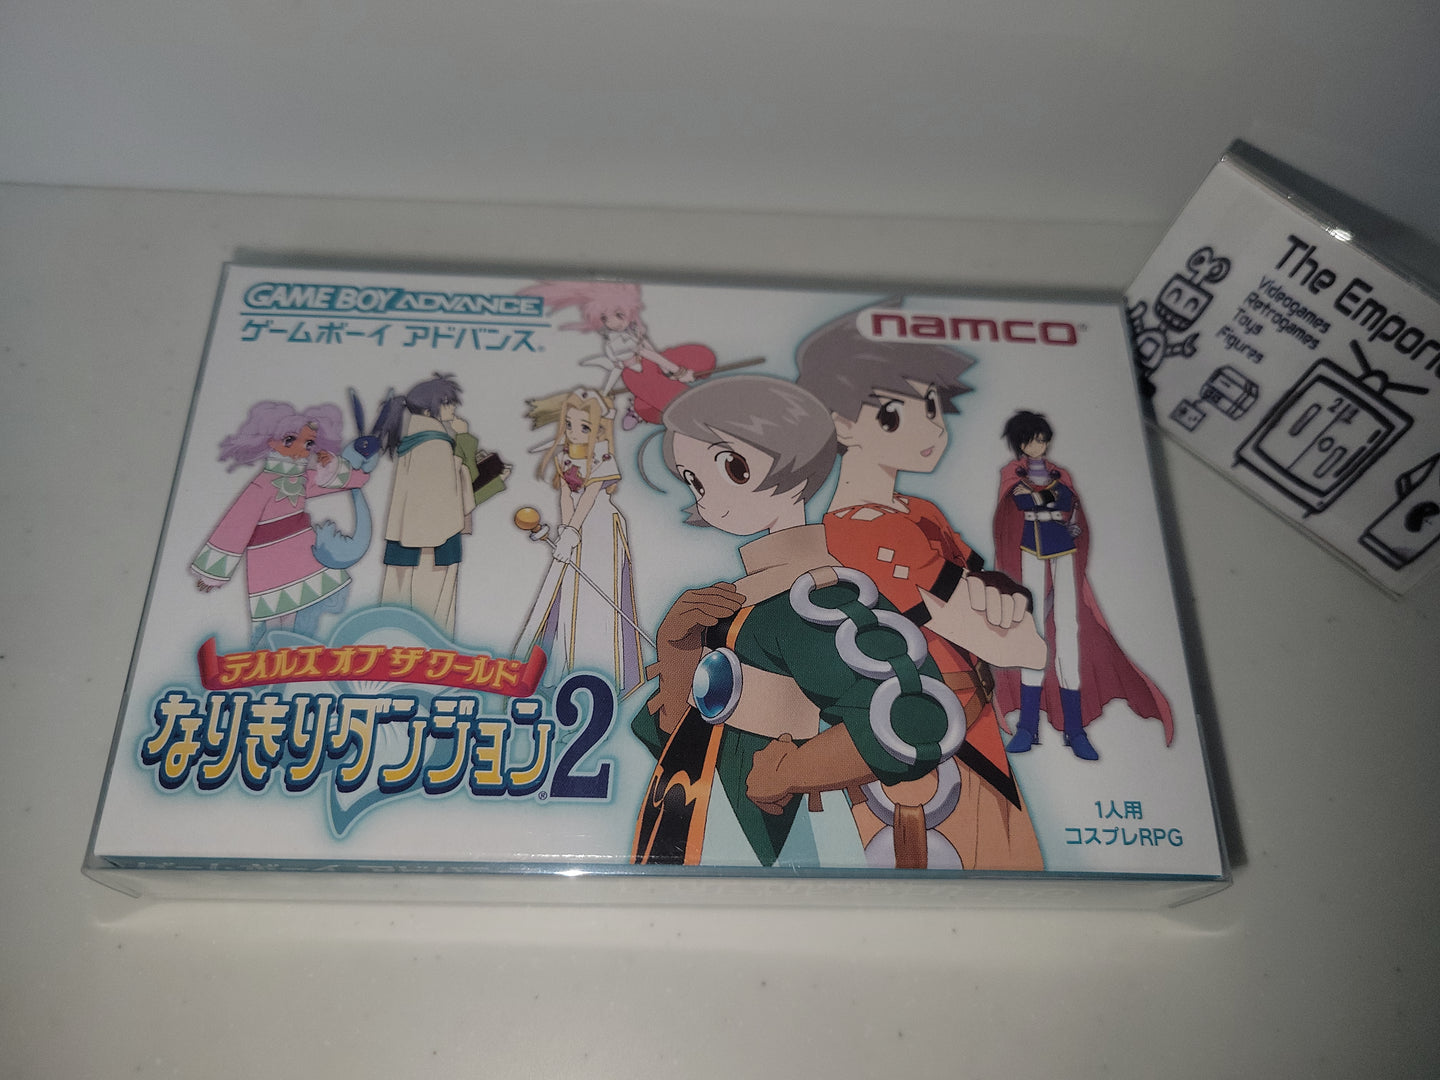 GAME BOY ADVANCE
ゲームボーイ アドバンス
namco
テイルズ オブ ザ ワールド
なりきりダンジョン2
1人用
コスプレRPG
The
Videogames
Retrogames
Toys
Figures